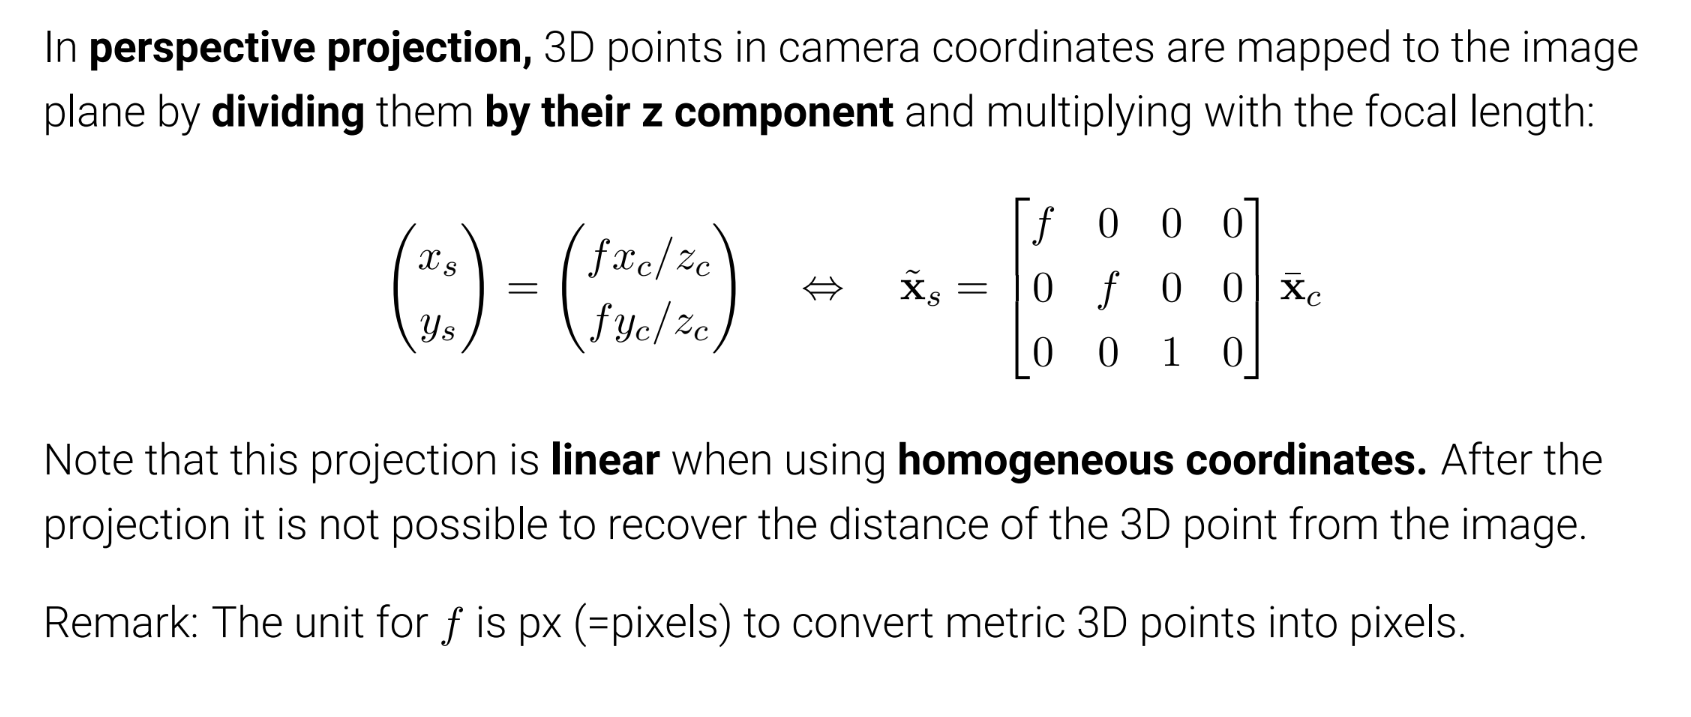 In perspective projection, 3D points in camera coordinates are mapped to the image
plane by dividing them by their z component and multiplying with the focal length:
$$\begin{pmatrix} x_s \\ y_s \end{pmatrix} = \begin{pmatrix} f x_c / z_c \\ f y_c / z_c \end{pmatrix} \quad \Leftrightarrow \quad \tilde{\mathbf{x}}_s = \begin{bmatrix} f & 0 & 0 & 0 \\ 0 & f & 0 & 0 \\ 0 & 0 & 1 & 0 \end{bmatrix} \bar{\mathbf{x}}_c$$
Note that this projection is linear when using homogeneous coordinates. After the
projection it is not possible to recover the distance of the 3D point from the image.
Remark: The unit for $f$ is px (=pixels) to convert metric 3D points into pixels.